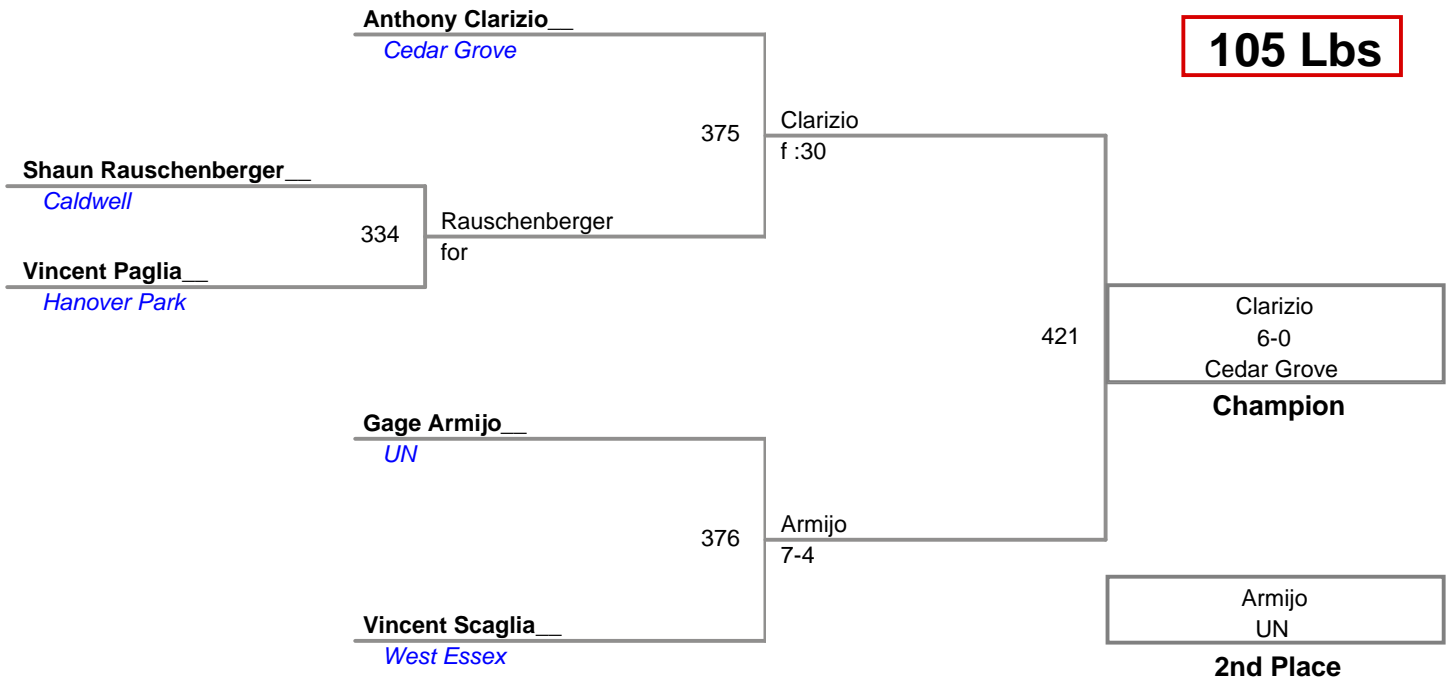 Anthony Clarizio__
Cedar Grove
105 Lbs
375
Clarizio
f :30
Shaun Rauschenberger__
Caldwell
334
Rauschenberger
for
Vincent Paglia__
Hanover Park
421
Clarizio
6-0
Cedar Grove
Champion
Gage Armijo__
UN
376
Armijo
7-4
Vincent Scaglia__
West Essex
Armijo
UN
2nd Place